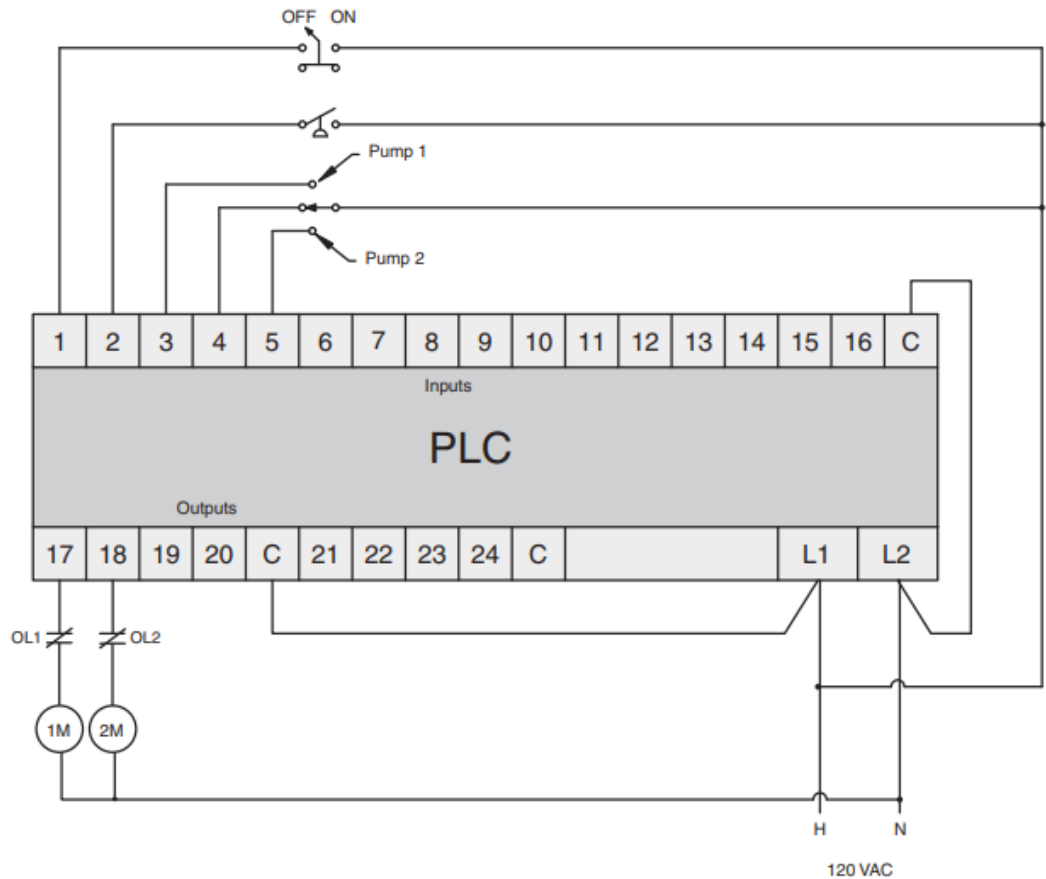 OFF ON
Pump 1
Pump 2
1 2 3 4 5 6 7 8 9 10 11 12 13 14 15 16 C
Inputs
PLC
Outputs
17 18 19 20 C 21 22 23 24 C L1 L2
OL1 OL2
1M 2M
H N
120 VAC